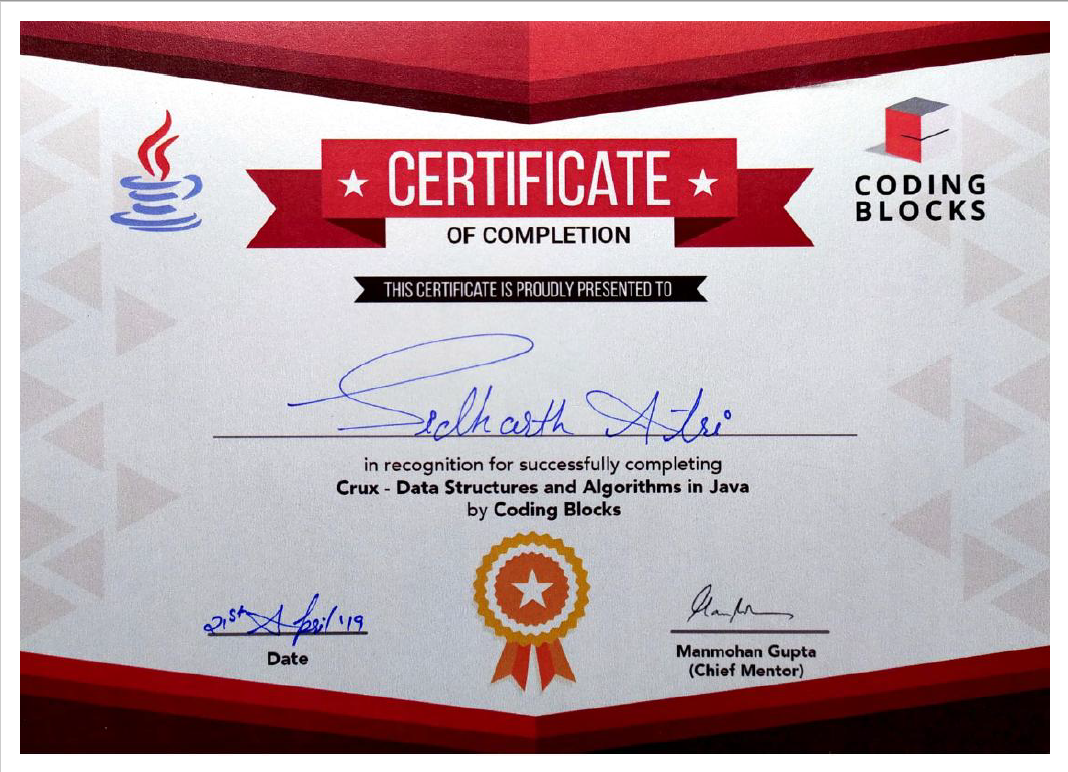 CODING
BLOCKS
CERTIFICATE
OF COMPLETION
THIS CERTIFICATE IS PROUDLY PRESENTED TO
Sidharth Atri
in recognition for successfully completing
Crux - Data Structures and Algorithms in Java
by Coding Blocks
21st April '19
Date
Manmohan Gupta
(Chief Mentor)